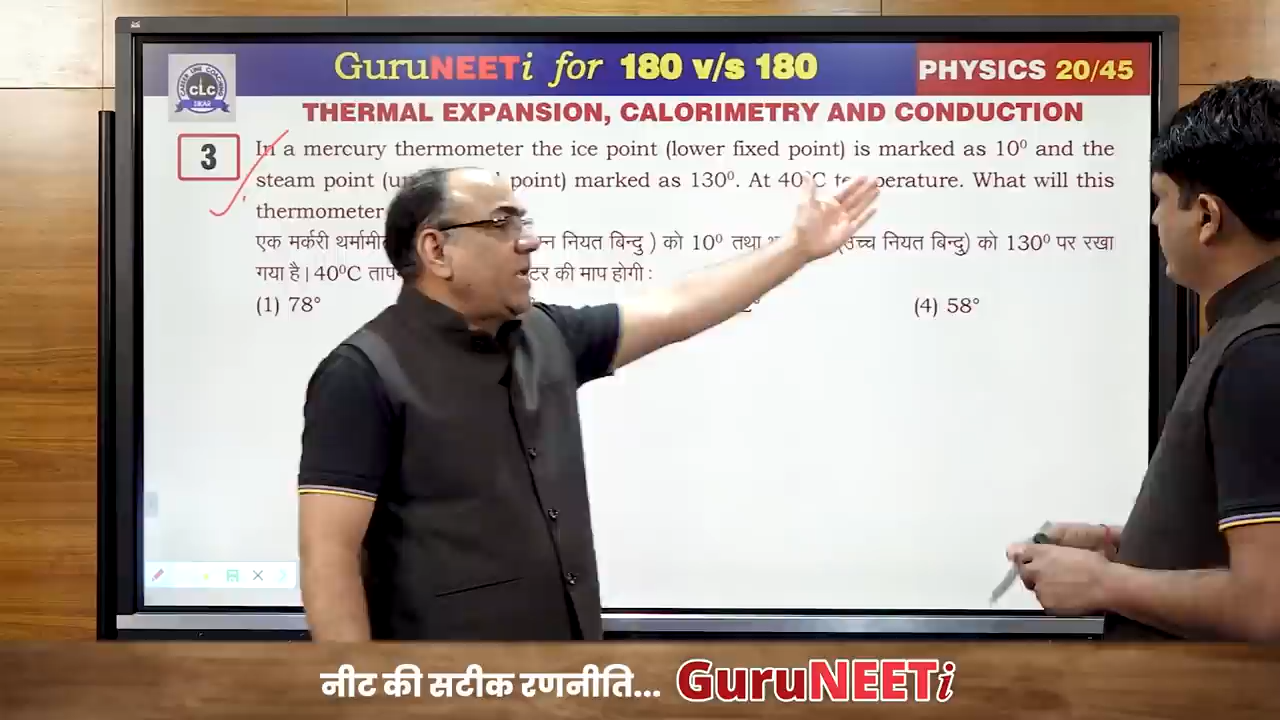 GuruNEETi for 180 v/s 180
PHYSICS 20/45
CLC
SIKAR
THERMAL EXPANSION, CALORIMETRY AND CONDUCTION
3
In a mercury thermometer the ice point (lower fixed point) is marked as 10⁰ and the
steam point point) marked as 130⁰. At 40⁰C What will this
thermometer
एक मर्करी नियत बिन्दु ) को 10⁰ तथा (उच्च नियत बिन्दु) को 130⁰ पर रखा
गया है। 40⁰C की माप होगी :
(1) 78°
(4) 58°
नीट की सटीक रणनीति... GuruNEETi